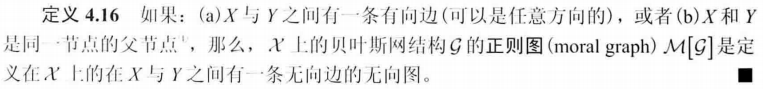 定义 4.16 如果：(a)X 与 Y 之间有一条有向边(可以是任意方向的)，或者(b)X 和 Y
是同一节点的父节点，那么，𝒳 上的贝叶斯网结构 𝒢 的正则图(moral graph) ℳ[𝒢]是定
义在 𝒳 上的在 X 与 Y 之间有一条无向边的无向图。 ■